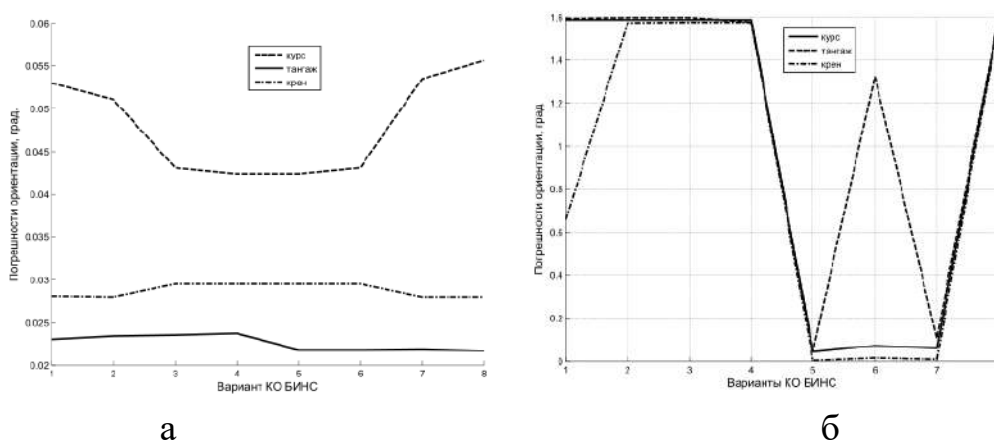 0.06
0.055
0.05
0.045
0.04
0.035
0.03
0.025
0.02
Погрешности ориентации, град.
курс
тангаж
крен
1 2 3 4 5 6 7 8
Вариант КО БИНС
а
1.6
1.4
1.2
1
0.8
0.6
0.4
0.2
0
Погрешности ориентации, град
курс
тангаж
крен
1 2 3 4 5 6 7
Варианты КО БИНС
б